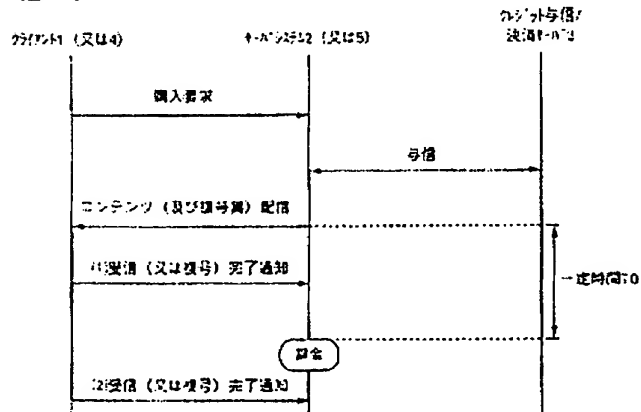 クレジット与信/
クライアント1 (又は4)
サーバシステム2 (又は5)
決済サーバ3
購入要求
与信
コンテンツ (及び復号鍵) 配信
(1)受信 (又は復号) 完了通知
一定時間T0
課金
(2)受信 (又は復号) 完了通知